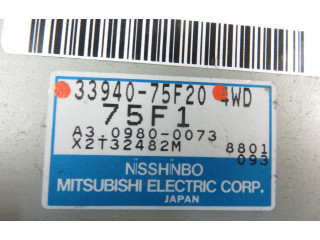 33940-75F20 4WD
75F1
A3 0980-0073
X2T32482M 8801
093
NiSSHiNBO
MITSUBISHI ELECTRIC CORP.
JAPAN